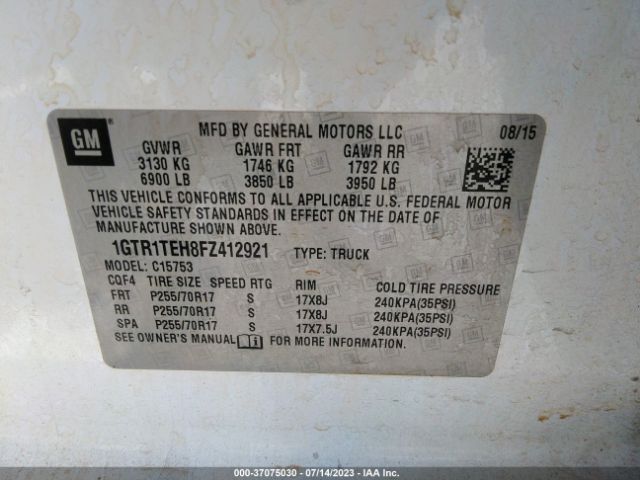 GM
MFD BY GENERAL MOTORS LLC 08/15
GVWR GAWR FRT GAWR RR
3130 KG 1746 KG 1792 KG
6900 LB 3850 LB 3950 LB
THIS VEHICLE CONFORMS TO ALL APPLICABLE U.S. FEDERAL MOTOR
VEHICLE SAFETY STANDARDS IN EFFECT ON THE DATE OF
MANUFACTURE SHOWN ABOVE.
1GTR1TEH8FZ412921 TYPE: TRUCK
MODEL: C15753
CQF4 TIRE SIZE SPEED RTG RIM COLD TIRE PRESSURE
FRT P255/70R17 S 17X8J 240KPA(35PSI)
RR P255/70R17 S 17X8J 240KPA(35PSI)
SPA P255/70R17 S 17X7.5J 240KPA(35PSI)
SEE OWNER'S MANUAL FOR MORE INFORMATION.
000-37075030 - 07/14/2023 - IAA Inc.